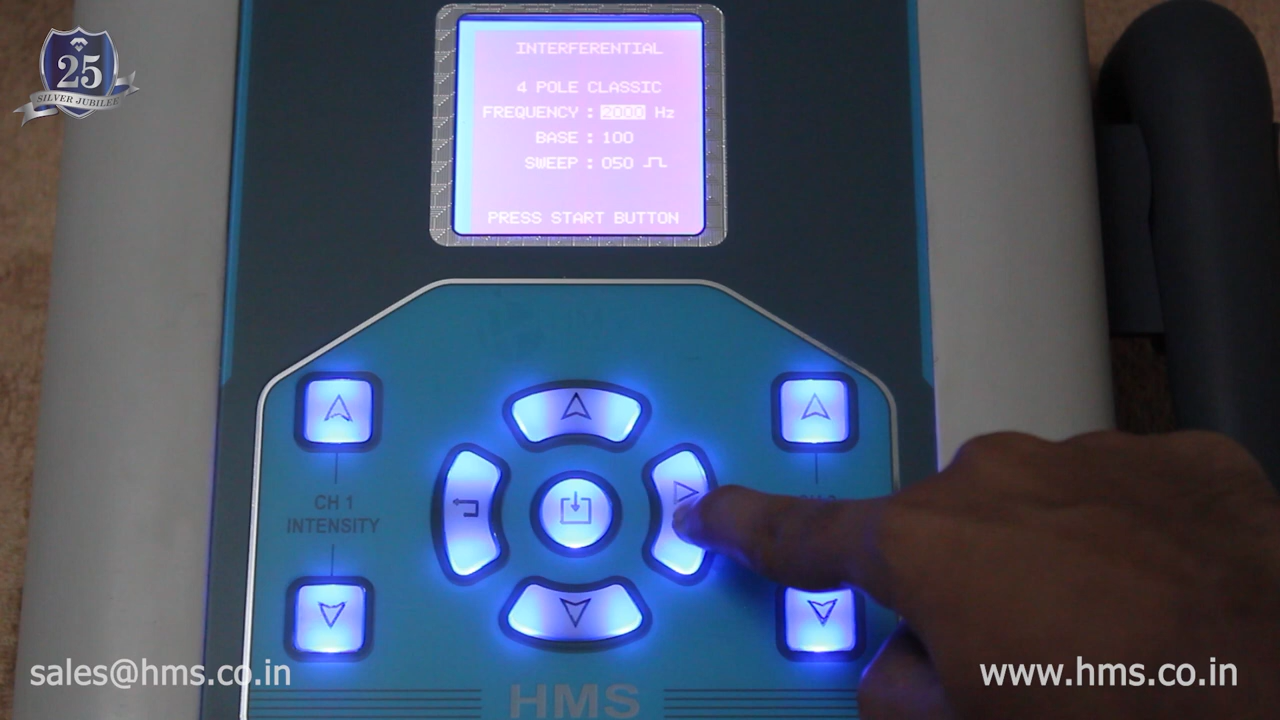 25
SILVER JUBILEE
INTERFERENTIAL
4 POLE CLASSIC
FREQUENCY : 2000 Hz
BASE : 100
SWEEP : 050
PRESS START BUTTON
CH 1
INTENSITY
sales@hms.co.in
www.hms.co.in
HMS